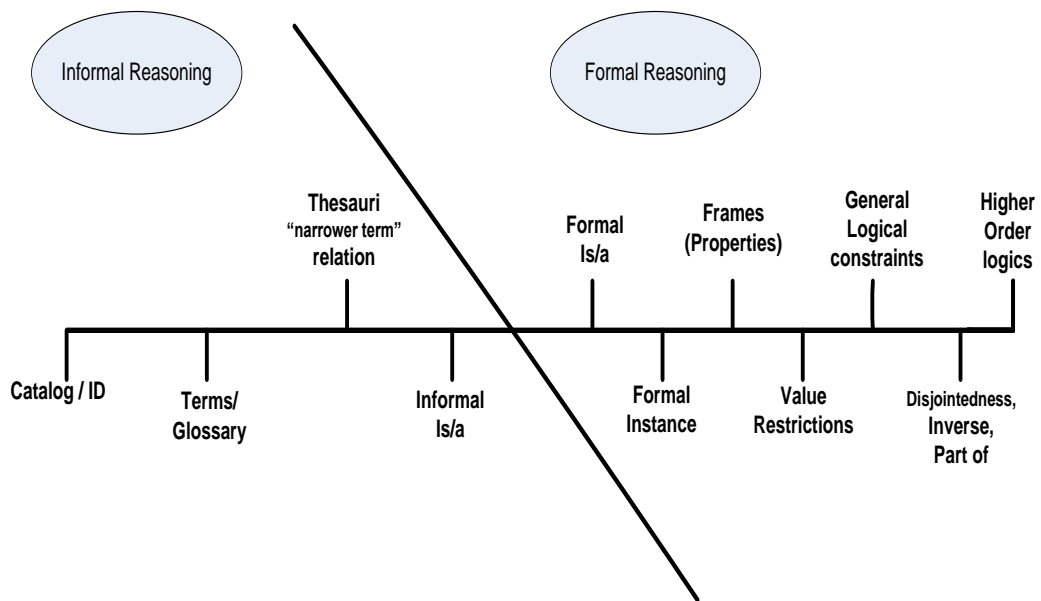 Informal Reasoning
Formal Reasoning
Thesauri
“narrower term”
relation
Formal
Is/a
Frames
(Properties)
General
Logical
constraints
Higher
Order
logics
Catalog / ID
Terms/
Glossary
Informal
Is/a
Formal
Instance
Value
Restrictions
Disjointedness,
Inverse,
Part of